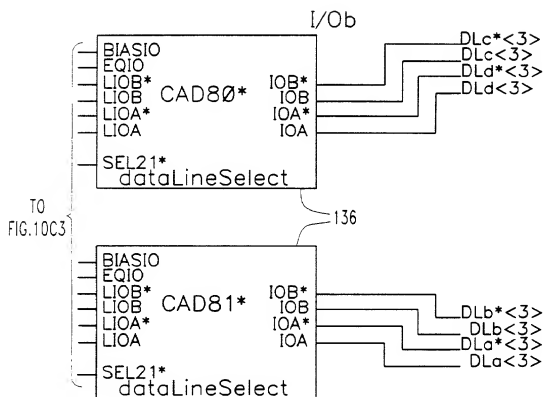 I/Ob
BIASIO
EQIO
LIOB*
LIOB
LIOA*
LIOA
SEL21*
CAD80*
dataLineSelect
IOB*
IOB
IOA*
IOA
DLc*<3>
DLc<3>
DLd*<3>
DLd<3>
TO
FIG.10C3
136
BIASIO
EQIO
LIOB*
LIOB
LIOA*
LIOA
SEL21*
CAD81*
dataLineSelect
IOB*
IOB
IOA*
IOA
DLb*<3>
DLb<3>
DLa*<3>
DLa<3>